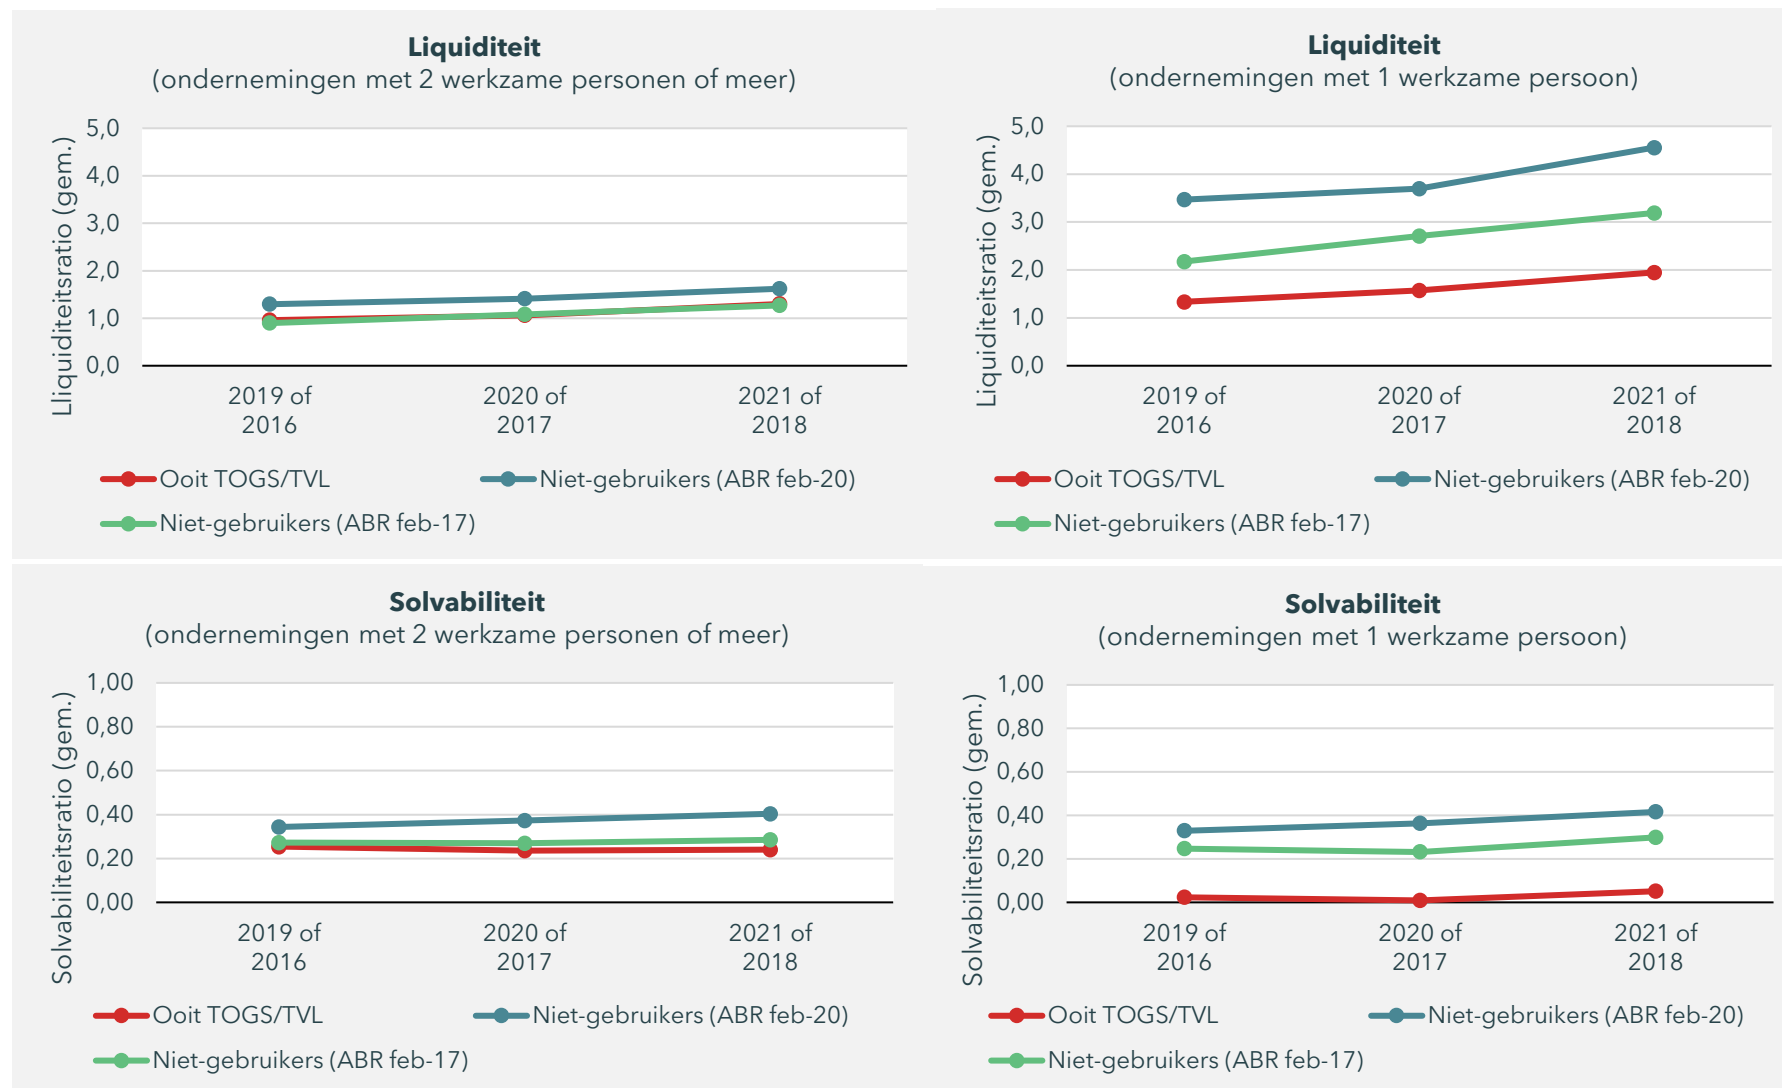 Liquiditeit
(ondernemingen met 2 werkzame personen of meer)
Lliquiditeitsratio (gem.)
5,0
4,0
3,0
2,0
1,0
0,0
2019 of 2016
2020 of 2017
2021 of 2018
Ooit TOGS/TVL
Niet-gebruikers (ABR feb-20)
Niet-gebruikers (ABR feb-17)
Liquiditeit
(ondernemingen met 1 werkzame persoon)
Liquiditeitsratio (gem.)
5,0
4,0
3,0
2,0
1,0
0,0
2019 of 2016
2020 of 2017
2021 of 2018
Ooit TOGS/TVL
Niet-gebruikers (ABR feb-20)
Niet-gebruikers (ABR feb-17)
Solvabiliteit
(ondernemingen met 2 werkzame personen of meer)
Solvabiliteitsratio (gem.)
1,00
0,80
0,60
0,40
0,20
0,00
2019 of 2016
2020 of 2017
2021 of 2018
Ooit TOGS/TVL
Niet-gebruikers (ABR feb-20)
Niet-gebruikers (ABR feb-17)
Solvabiliteit
(ondernemingen met 1 werkzame persoon)
Solvabiliteitsratio (gem.)
1,00
0,80
0,60
0,40
0,20
0,00
2019 of 2016
2020 of 2017
2021 of 2018
Ooit TOGS/TVL
Niet-gebruikers (ABR feb-20)
Niet-gebruikers (ABR feb-17)